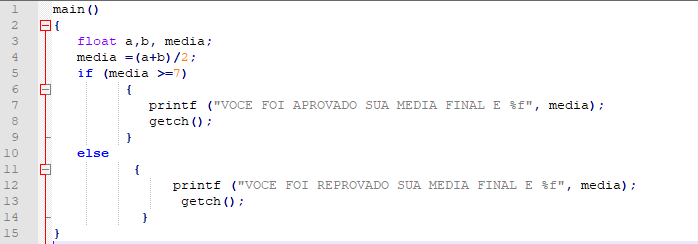 1 main()
2 {
3 float a,b, media;
4 media =(a+b)/2;
5 if (media >=7)
6 {
7 printf ("VOCE FOI APROVADO SUA MEDIA FINAL E %f", media);
8 getch();
9 }
10 else
11 {
12 printf ("VOCE FOI REPROVADO SUA MEDIA FINAL E %f", media);
13 getch();
14 }
15 }